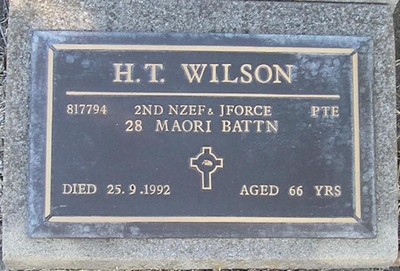 H.T. WILSON
817794 2ND NZEF & JFORCE PTE
28 MAORI BATTN
DIED 25.9.1992 AGED 66 YRS